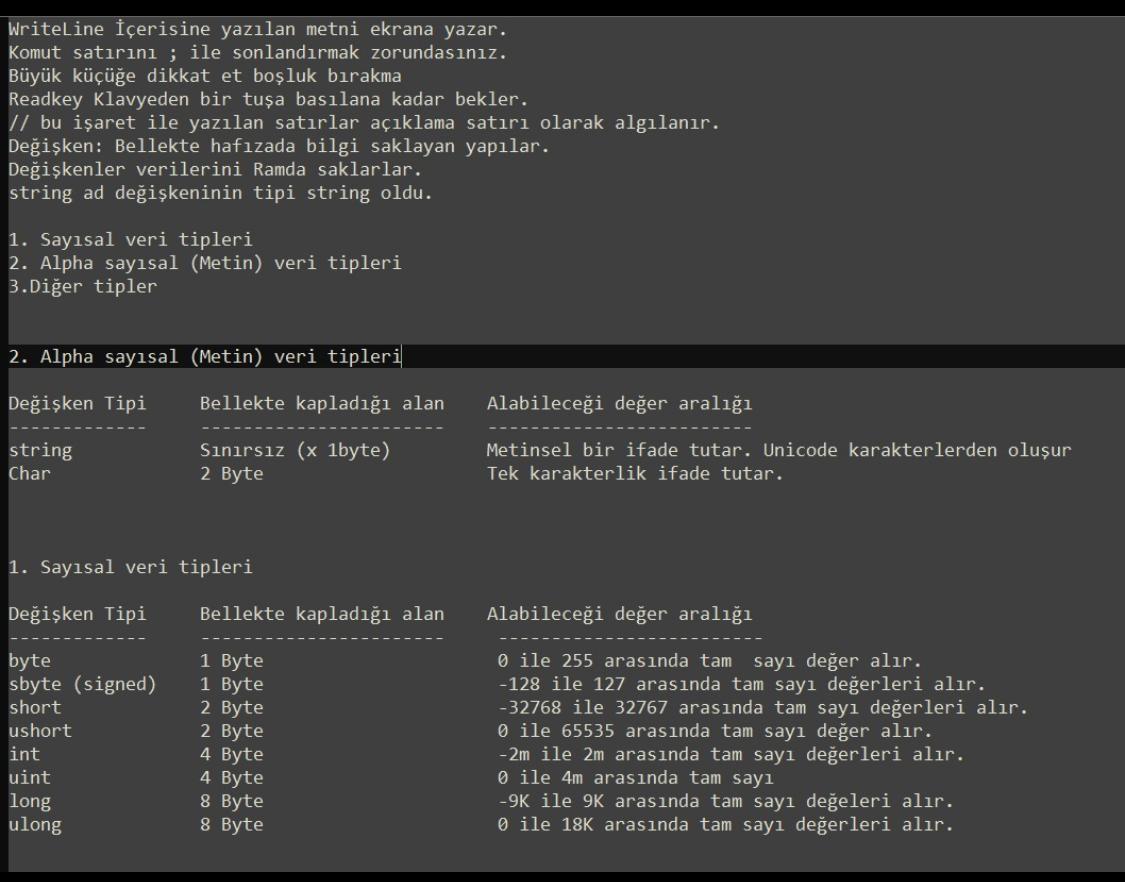 WriteLine İçerisine yazılan metni ekrana yazar.
Komut satırını ; ile sonlandırmak zorundasınız.
Büyük küçüğe dikkat et boşluk bırakma
Readkey Klavyeden bir tuşa basılana kadar bekler.
// bu işaret ile yazılan satırlar açıklama satırı olarak algılanır.
Değişken: Bellekte hafızada bilgi saklayan yapılar.
Değişkenler verilerini Ramda saklarlar.
string ad değişkeninin tipi string oldu.
1. Sayısal veri tipleri
2. Alpha sayısal (Metin) veri tipleri
3.Diğer tipler
2. Alpha sayısal (Metin) veri tipleri
Değişken Tipi     Bellekte kapladığı alan    Alabileceği değer aralığı
-------------     -----------------------    -------------------------
string            Sınırsız (x 1byte)         Metinsel bir ifade tutar. Unicode karakterlerden oluşur
Char              2 Byte                     Tek karakterlik ifade tutar.
1. Sayısal veri tipleri
Değişken Tipi     Bellekte kapladığı alan    Alabileceği değer aralığı
-------------     -----------------------     -------------------------
byte              1 Byte                      0 ile 255 arasında tam  sayı değer alır.
sbyte (signed)    1 Byte                      -128 ile 127 arasında tam sayı değerleri alır.
short             2 Byte                      -32768 ile 32767 arasında tam sayı değerleri alır.
ushort            2 Byte                      0 ile 65535 arasında tam sayı değer alır.
int               4 Byte                      -2m ile 2m arasında tam sayı değerleri alır.
uint              4 Byte                      0 ile 4m arasında tam sayı
long              8 Byte                      -9K ile 9K arasında tam sayı değeleri alır.
ulong             8 Byte                      0 ile 18K arasında tam sayı değerleri alır.